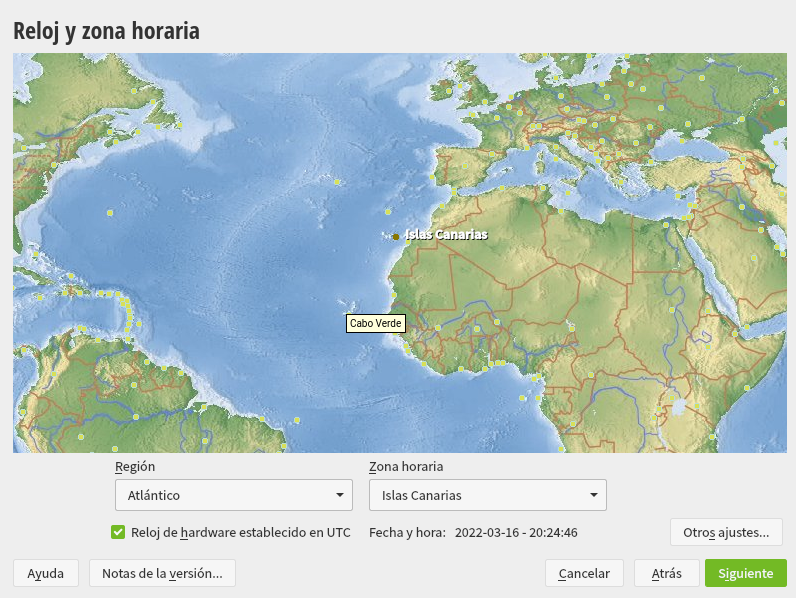 Reloj y zona horaria
Islas Canarias
Cabo Verde
Región
Zona horaria
Atlántico
Islas Canarias
Reloj de hardware establecido en UTC
Fecha y hora: 2022-03-16 - 20:24:46
Otros ajustes...
Ayuda
Notas de la versión...
Cancelar
Atrás
Siguiente